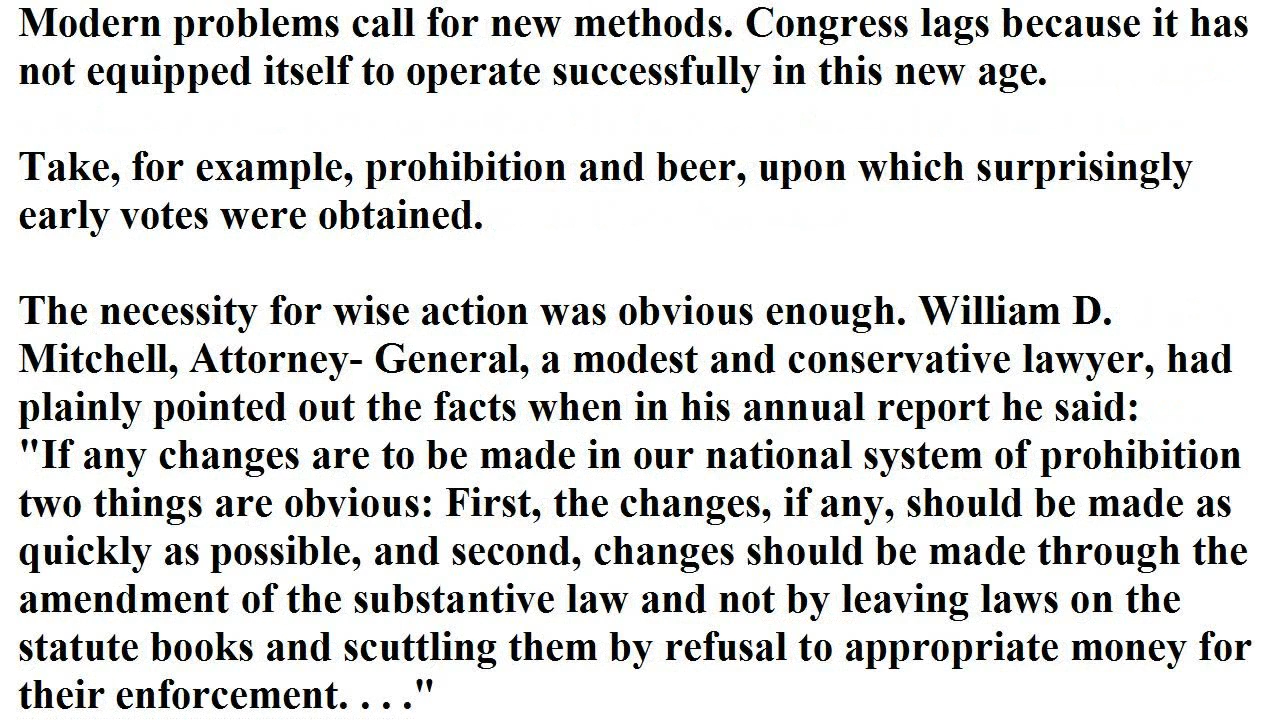 Modern problems call for new methods. Congress lags because it has
not equipped itself to operate successfully in this new age.
Take, for example, prohibition and beer, upon which surprisingly
early votes were obtained.
The necessity for wise action was obvious enough. William D.
Mitchell, Attorney- General, a modest and conservative lawyer, had
plainly pointed out the facts when in his annual report he said:
"If any changes are to be made in our national system of prohibition
two things are obvious: First, the changes, if any, should be made as
quickly as possible, and second, changes should be made through the
amendment of the substantive law and not by leaving laws on the
statute books and scuttling them by refusal to appropriate money for
their enforcement. . . ."